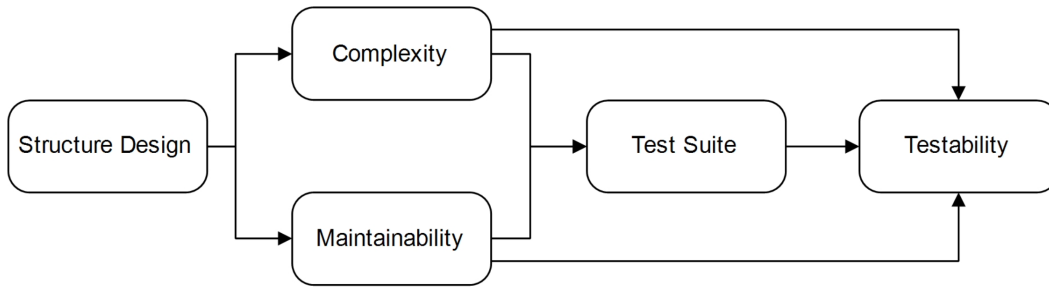 Complexity
Structure Design
Test Suite
Testability
Maintainability